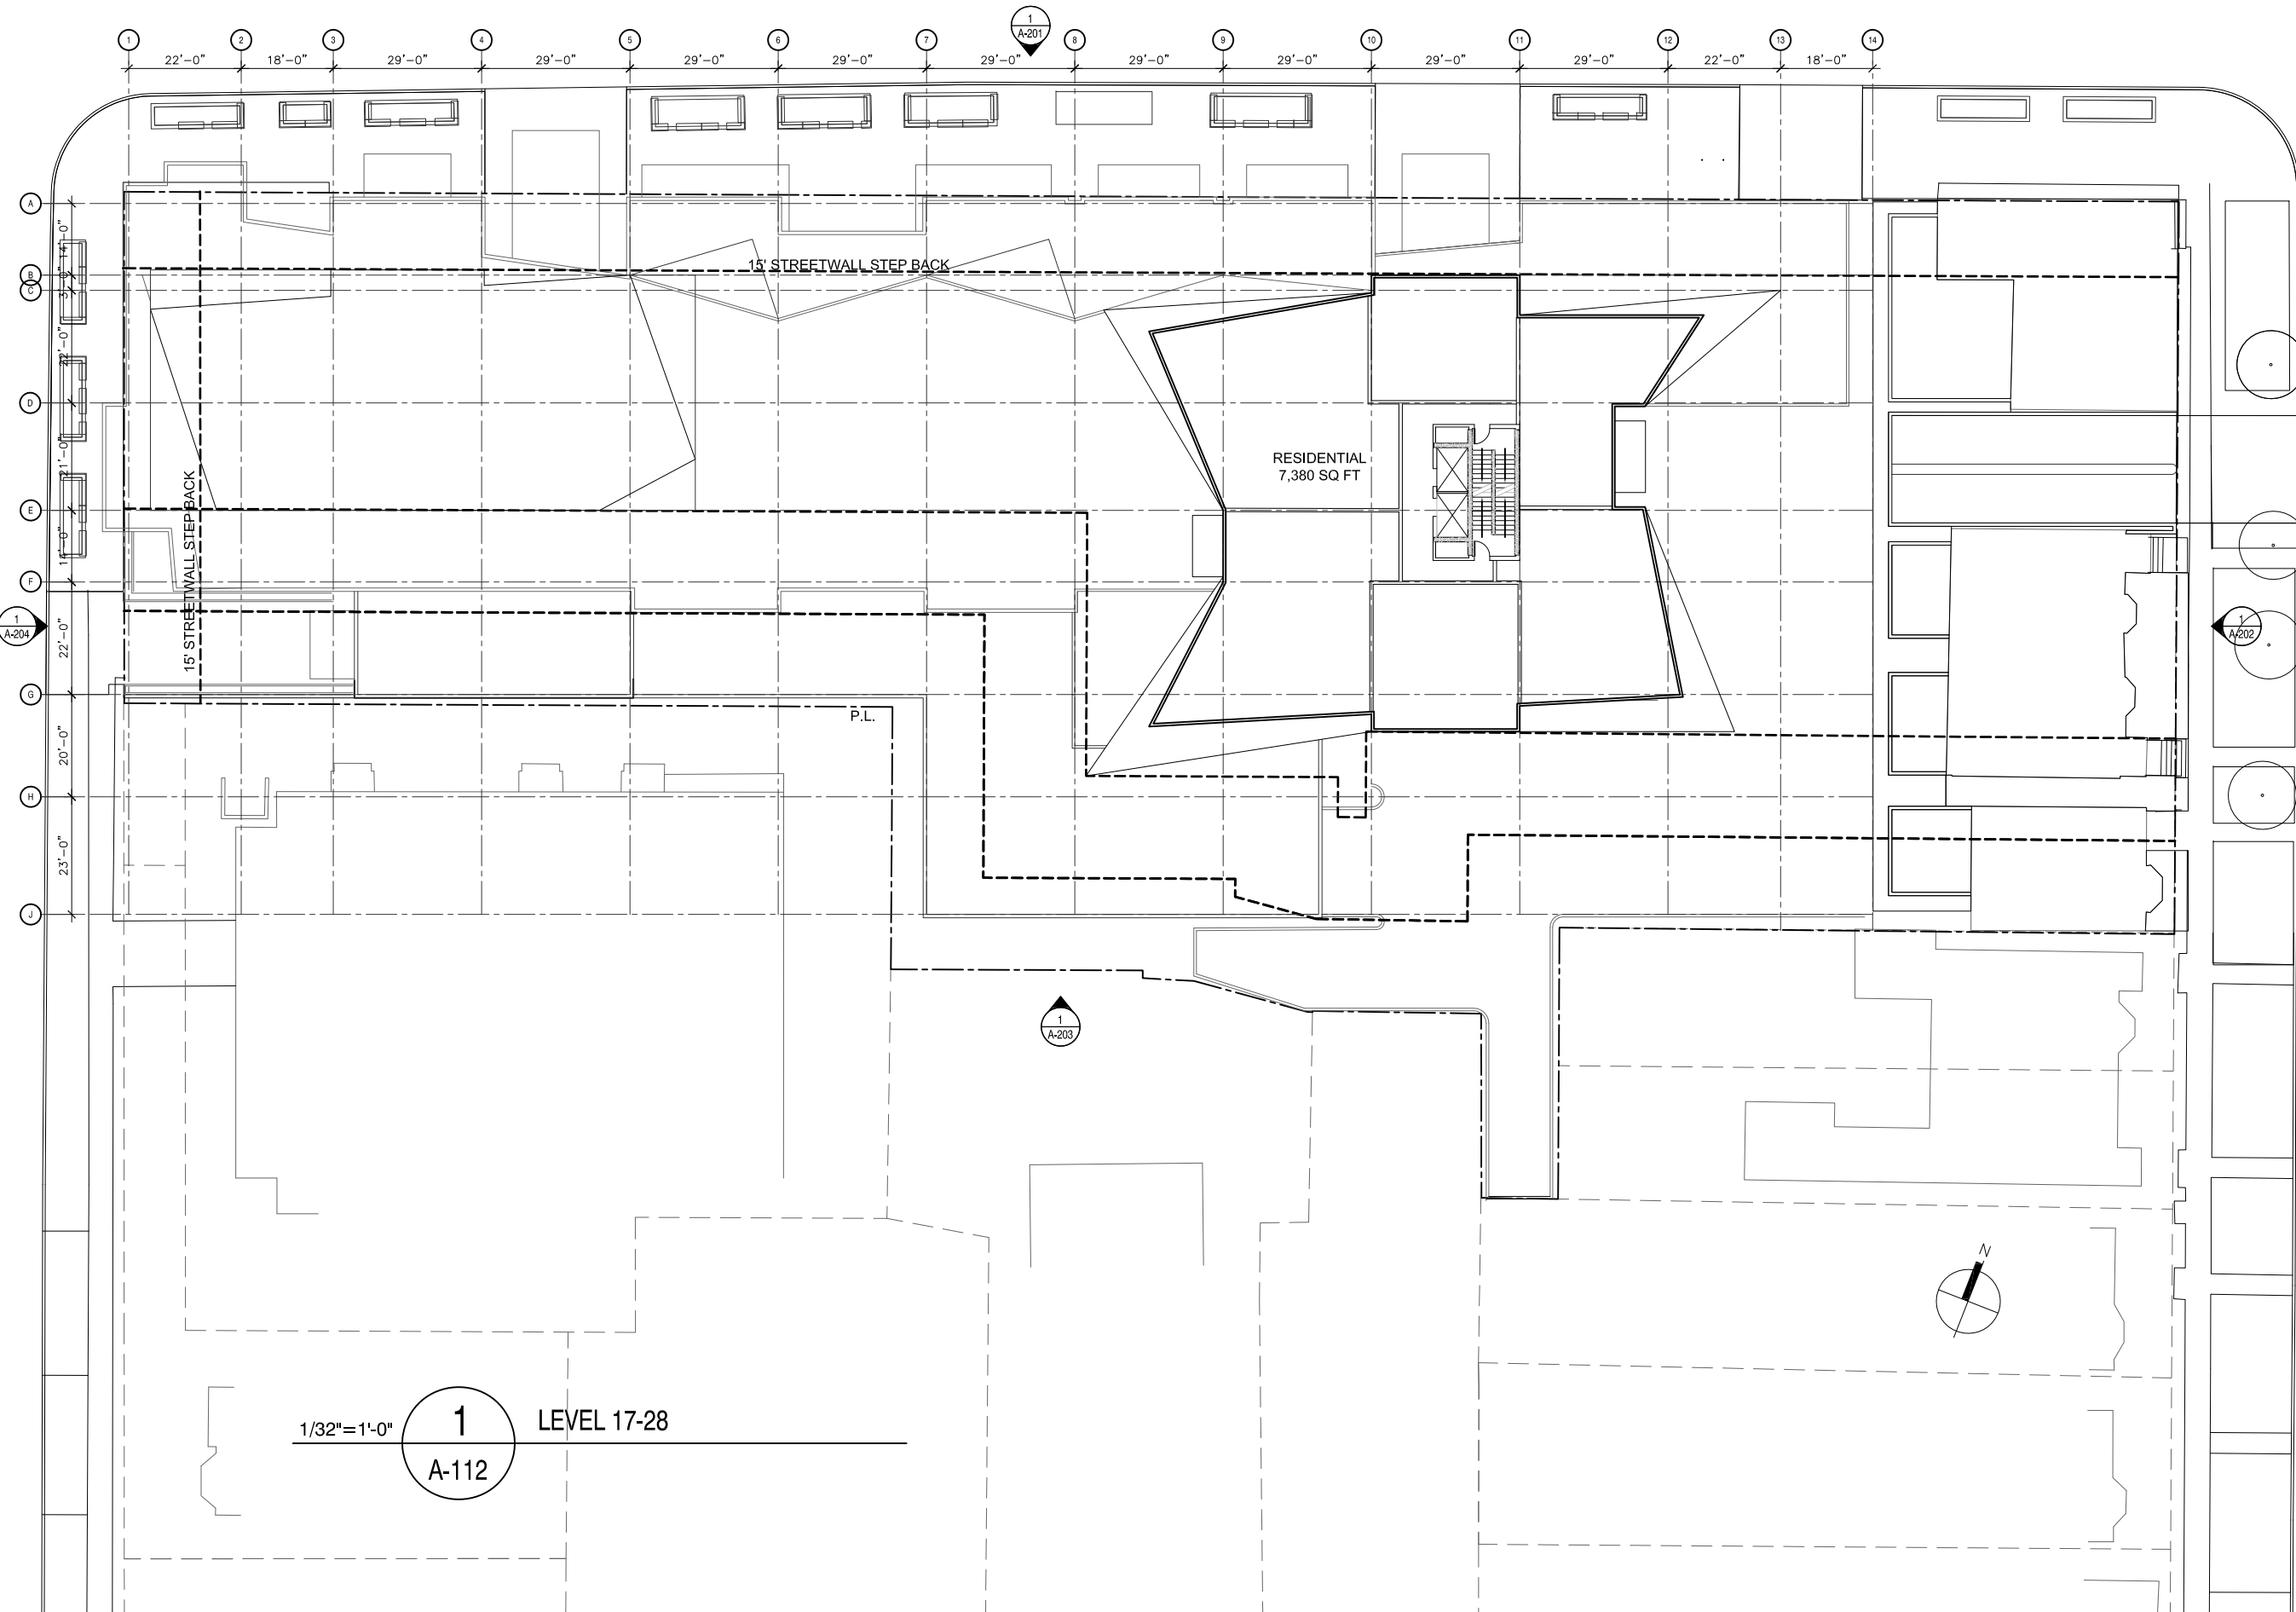 1
A-201
1 2 3 4 5 6 7 8 9 10 11 12 13 14
22'-0" 18'-0" 29'-0" 29'-0" 29'-0" 29'-0" 29'-0" 29'-0" 29'-0" 29'-0" 29'-0" 22'-0" 18'-0"
A
14'-0"
B
15' STREETWALL STEP BACK
C
3'-0"
22'-0"
D
21'-0"
RESIDENTIAL
7,380 SQ FT
15' STREETWALL STEP BACK
E
F
1
A-204
22'-0"
1
A-202
G
P.L.
20'-0"
H
23'-0"
J
1
A-203
N
1/32"=1'-0"
1
LEVEL 17-28
A-112